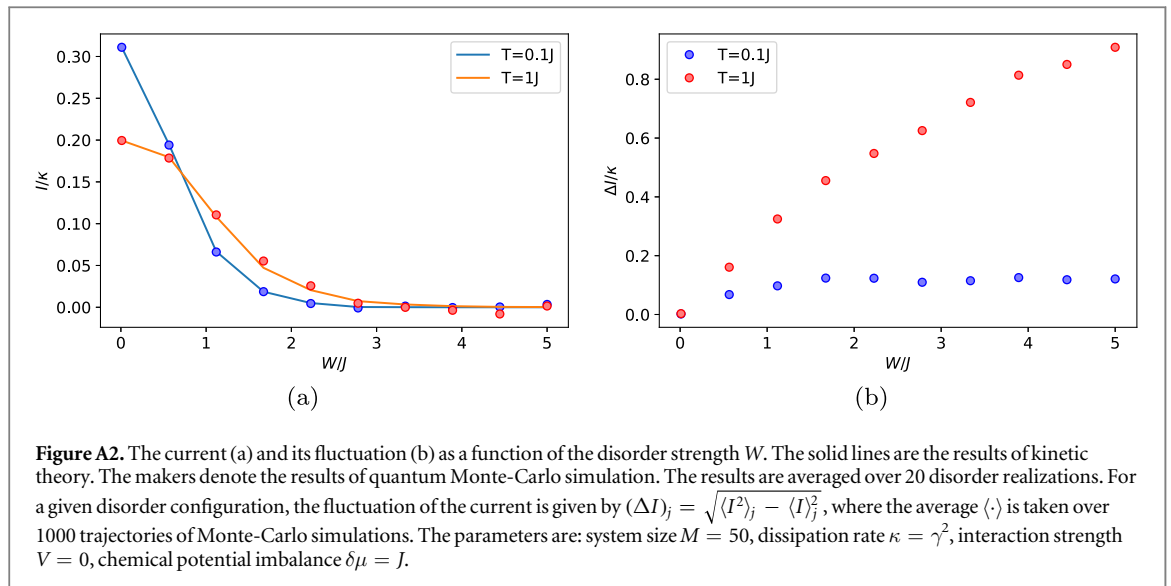 0.30
0.25
0.20
0.15
0.10
0.05
0.00
I/κ
T=0.1J
T=1J
0 1 2 3 4 5
W/J
(a)
0.8
0.6
0.4
0.2
0.0
ΔI/κ
T=0.1J
T=1J
0 1 2 3 4 5
W/J
(b)
Figure A2. The current (a) and its fluctuation (b) as a function of the disorder strength W. The solid lines are the results of kinetic
theory. The makers denote the results of quantum Monte-Carlo simulation. The results are averaged over 20 disorder realizations. For
a given disorder configuration, the fluctuation of the current is given by (ΔI)_j = √(⟨I²⟩_j − ⟨I⟩²_j), where the average ⟨·⟩ is taken over
1000 trajectories of Monte-Carlo simulations. The parameters are: system size M = 50, dissipation rate κ = γ², interaction strength
V = 0, chemical potential imbalance δμ = J.